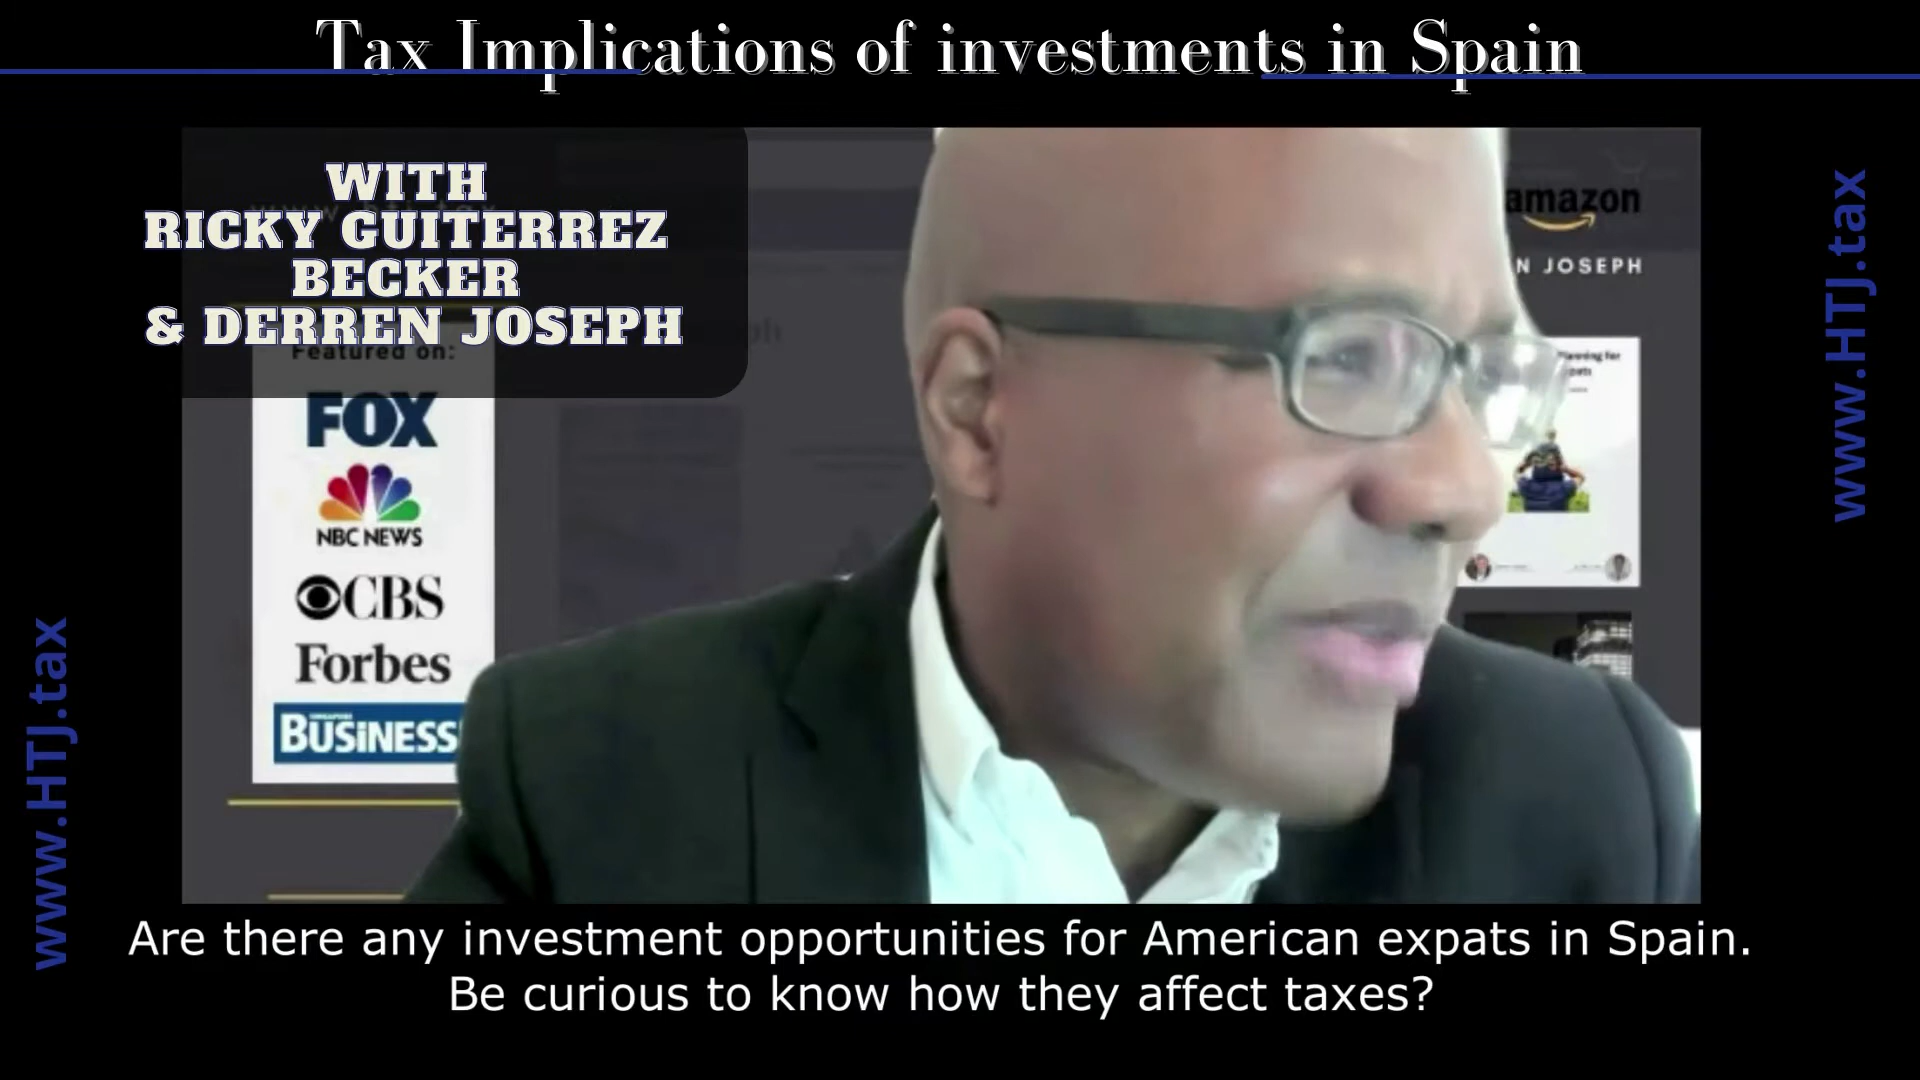 Tax Implications of investments in Spain
WITH
RICKY GUITERREZ
BECKER
& DERREN JOSEPH
Featured on:
FOX
NBC NEWS
CBS
Forbes
BUSINESS
amazon
N JOSEPH
www.HTJ.tax
www.HTJ.tax
Are there any investment opportunities for American expats in Spain.
Be curious to know how they affect taxes?